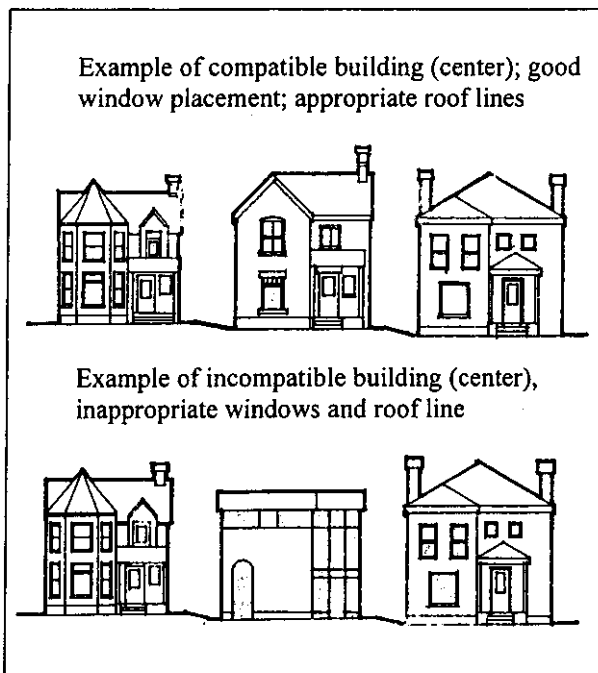 Example of compatible building (center); good
window placement; appropriate roof lines
Example of incompatible building (center),
inappropriate windows and roof line